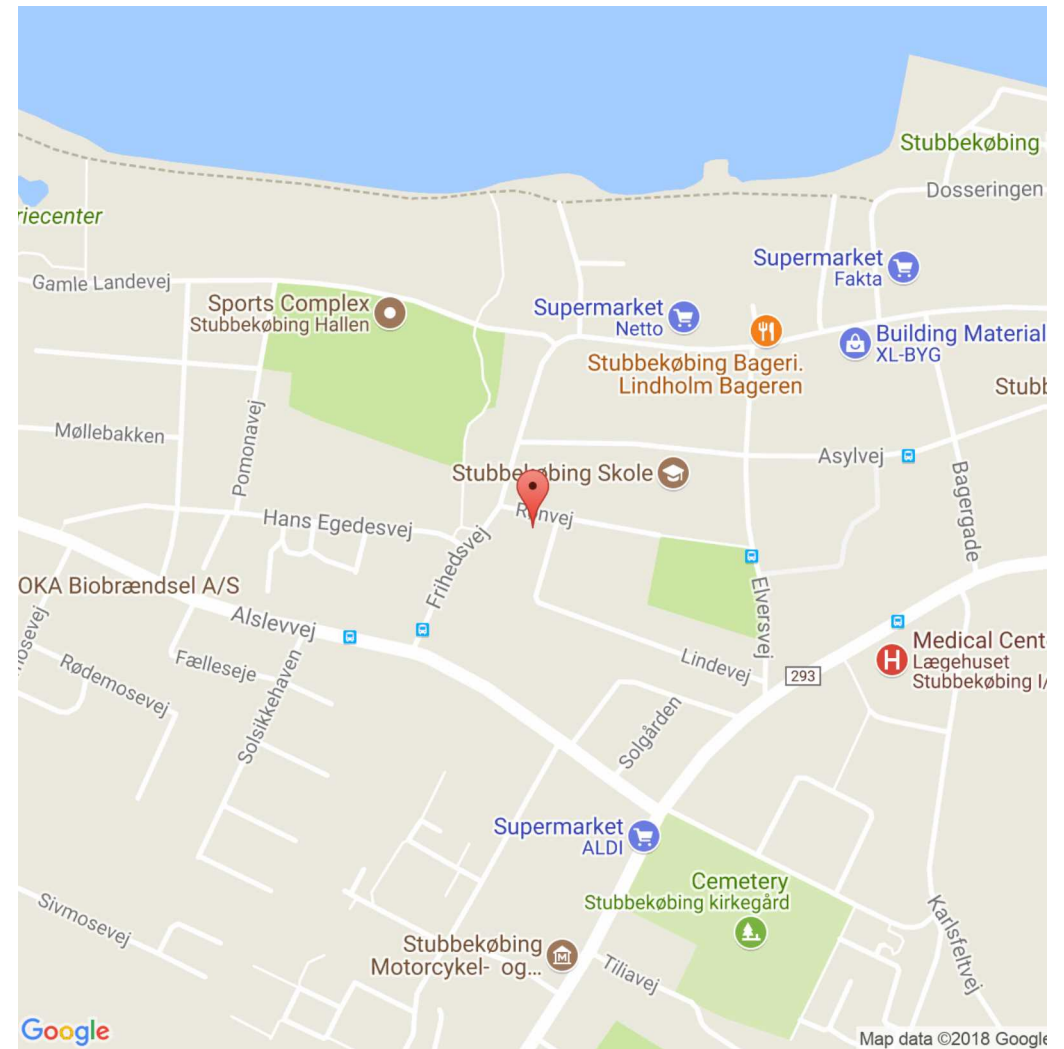 Stubbekøbing
Dosseringen
riecenter
Gamle Landevej
Supermarket
Fakta
Sports Complex
Stubbekøbing Hallen
Supermarket
Netto
Building Material
XL-BYG
Stubbekøbing Bageri.
Lindholm Bageren
Stubb
Møllebakken
Pomonavej
Asylvej
Stubbekøbing Skole
Bagergade
Hans Egedesvej
Rønvej
Frihedsvej
OKA Biobrændsel A/S
Elversvej
Alslevvej
mosevej
Rødemosevej
Fælleseje
Solsikkehaven
Lindevej
293
Medical Cent
Lægehuset
Stubbekøbing I/
Solgården
Supermarket
ALDI
Cemetery
Stubbekøbing kirkegård
Sivmosevej
Karlsfeltvej
Stubbekøbing
Motorcykel- og...
Tiliavej
Google
Map data ©2018 Google